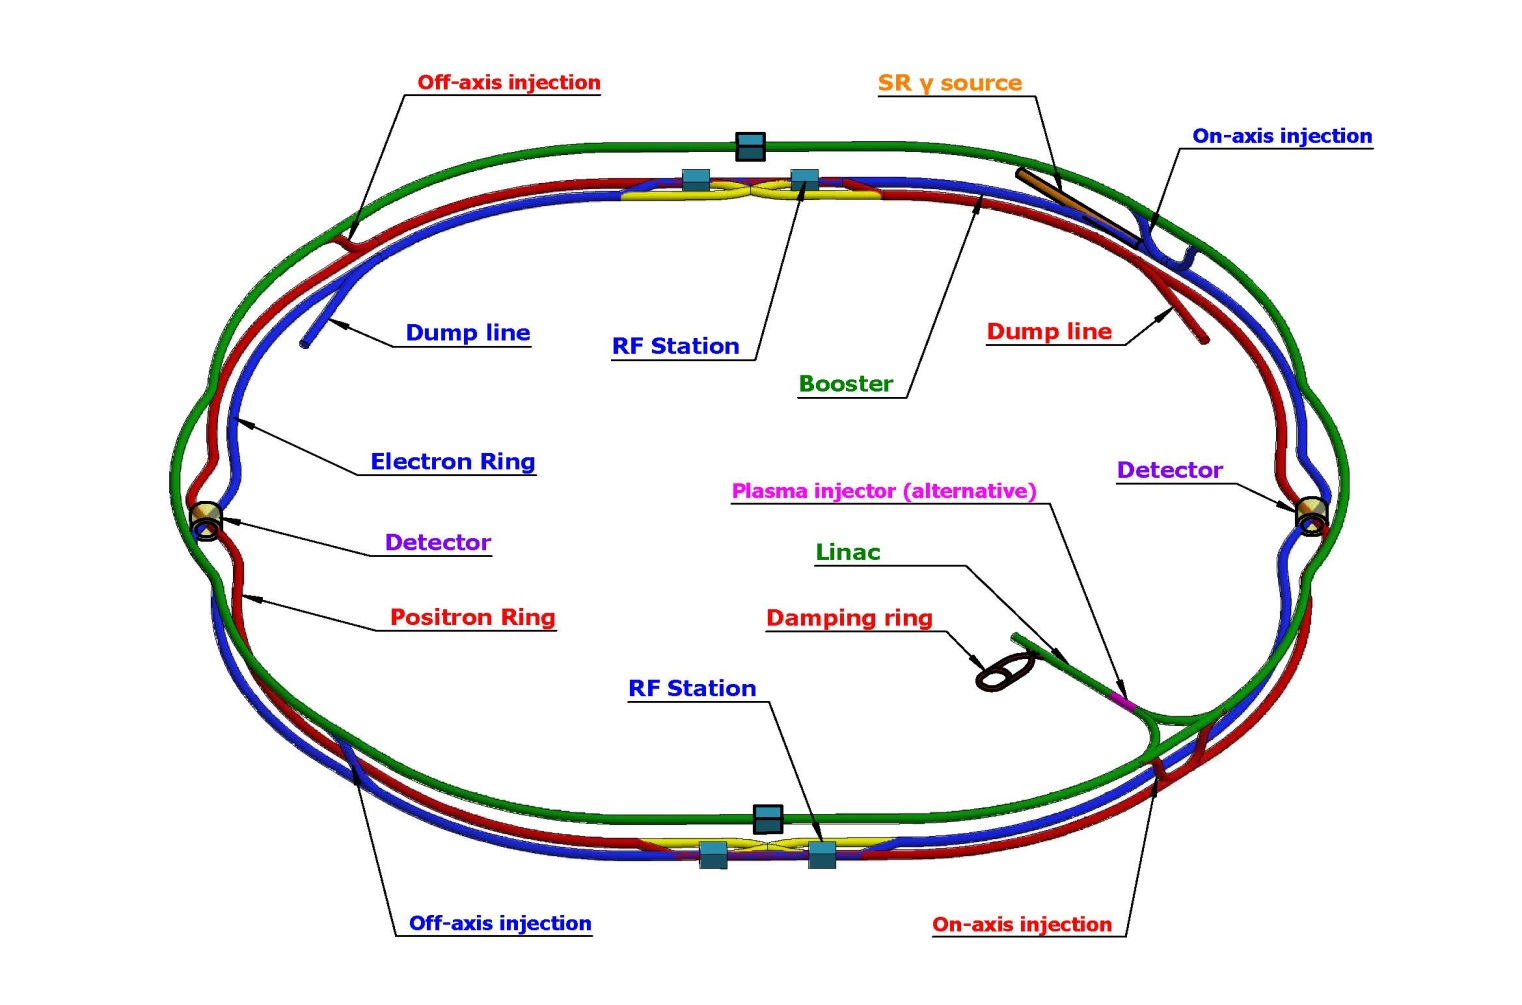 Off-axis injection
SR γ source
On-axis injection
Dump line
RF Station
Dump line
Booster
Electron Ring
Detector
Plasma injector (alternative)
Detector
Linac
Positron Ring
Damping ring
RF Station
Off-axis injection
On-axis injection